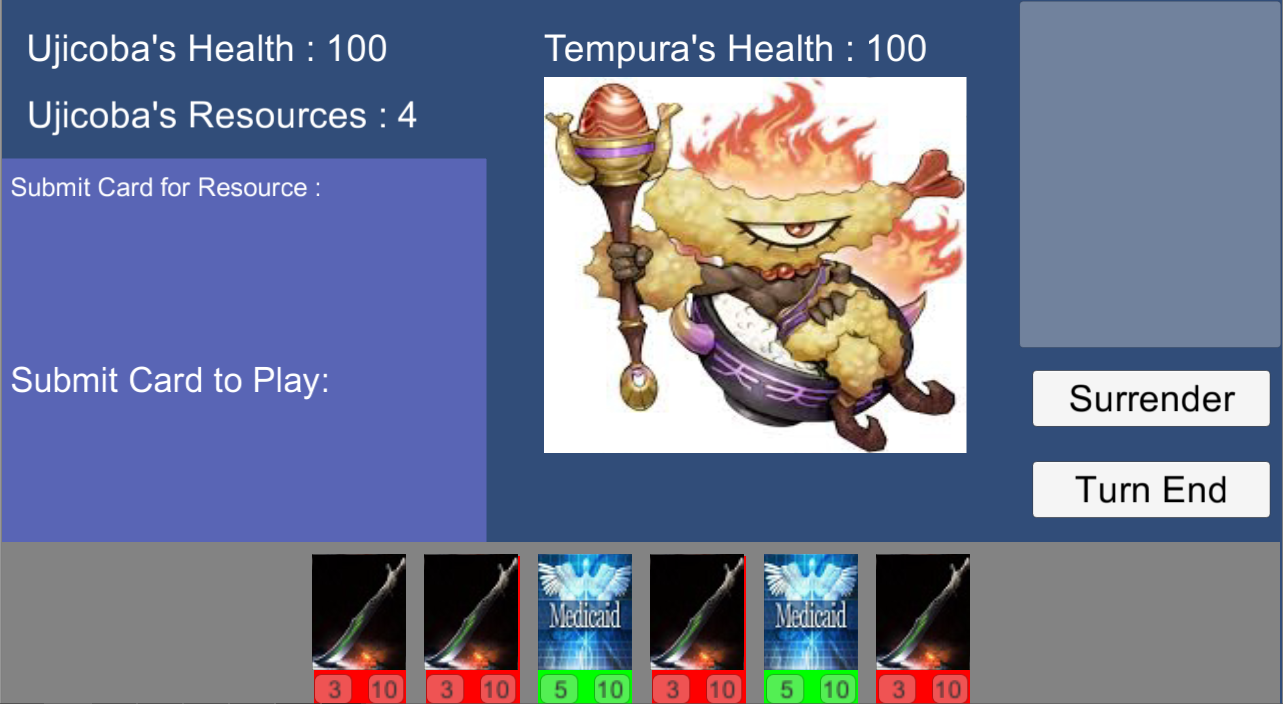 Ujicoba's Health : 100
Ujicoba's Resources : 4
Submit Card for Resource :
Submit Card to Play:
Tempura's Health : 100
Surrender
Turn End
3 10
3 10
Medicaid
5 10
3 10
Medicaid
5 10
3 10